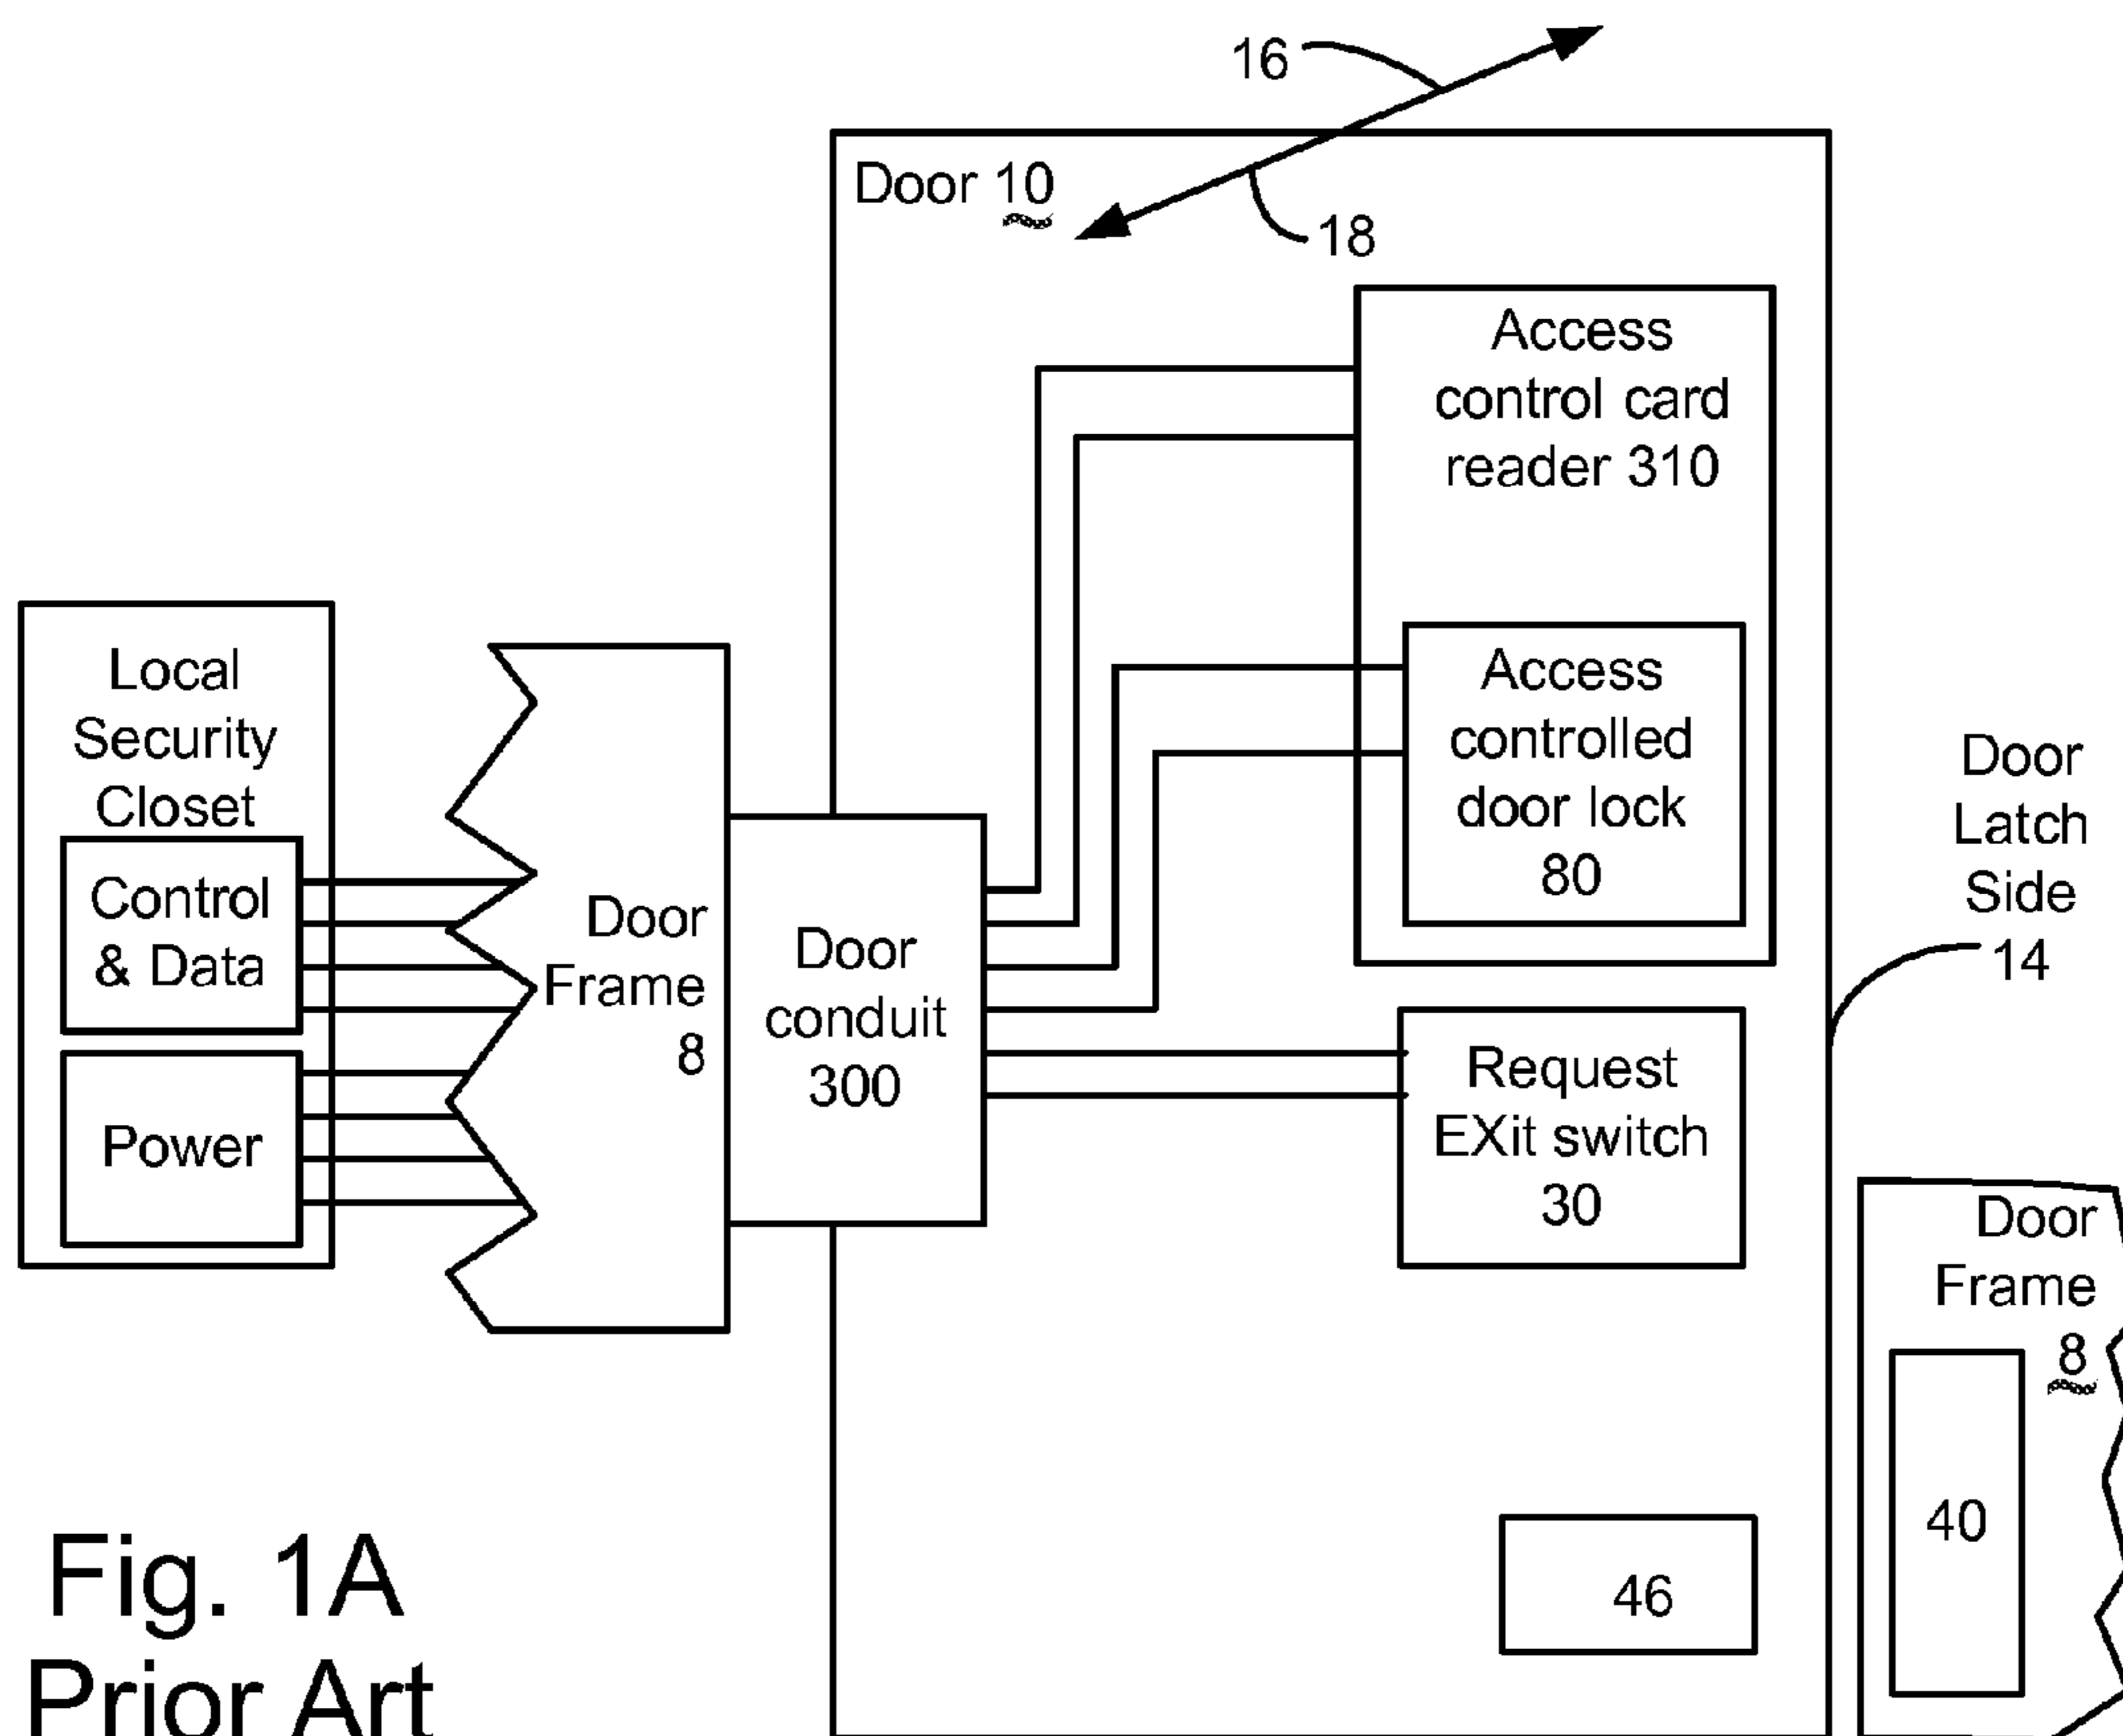 16
Door 10
18
Access
control card
reader 310
Access
controlled
door lock
80
Local
Security
Closet
Control
& Data
Power
Door
Frame
8
Door
conduit
300
Request
EXit switch
30
Door
Latch
Side
14
Door
Frame
8
40
46
Fig. 1A
Prior Art